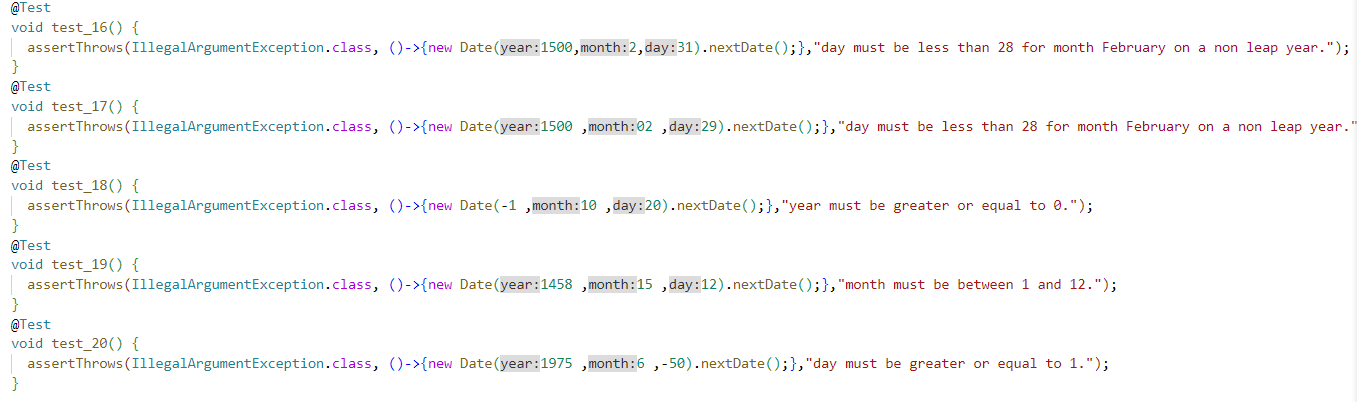 @Test
void test_16() {
  assertThrows(IllegalArgumentException.class, ()->{new Date(year:1500,month:2,day:31).nextDate();},"day must be less than 28 for month February on a non leap year.");
}
@Test
void test_17() {
  assertThrows(IllegalArgumentException.class, ()->{new Date(year:1500 ,month:02 ,day:29).nextDate();},"day must be less than 28 for month February on a non leap year."
}
@Test
void test_18() {
  assertThrows(IllegalArgumentException.class, ()->{new Date(-1 ,month:10 ,day:20).nextDate();},"year must be greater or equal to 0.");
}
@Test
void test_19() {
  assertThrows(IllegalArgumentException.class, ()->{new Date(year:1458 ,month:15 ,day:12).nextDate();},"month must be between 1 and 12.");
}
@Test
void test_20() {
  assertThrows(IllegalArgumentException.class, ()->{new Date(year:1975 ,month:6 ,-50).nextDate();},"day must be greater or equal to 1.");
}